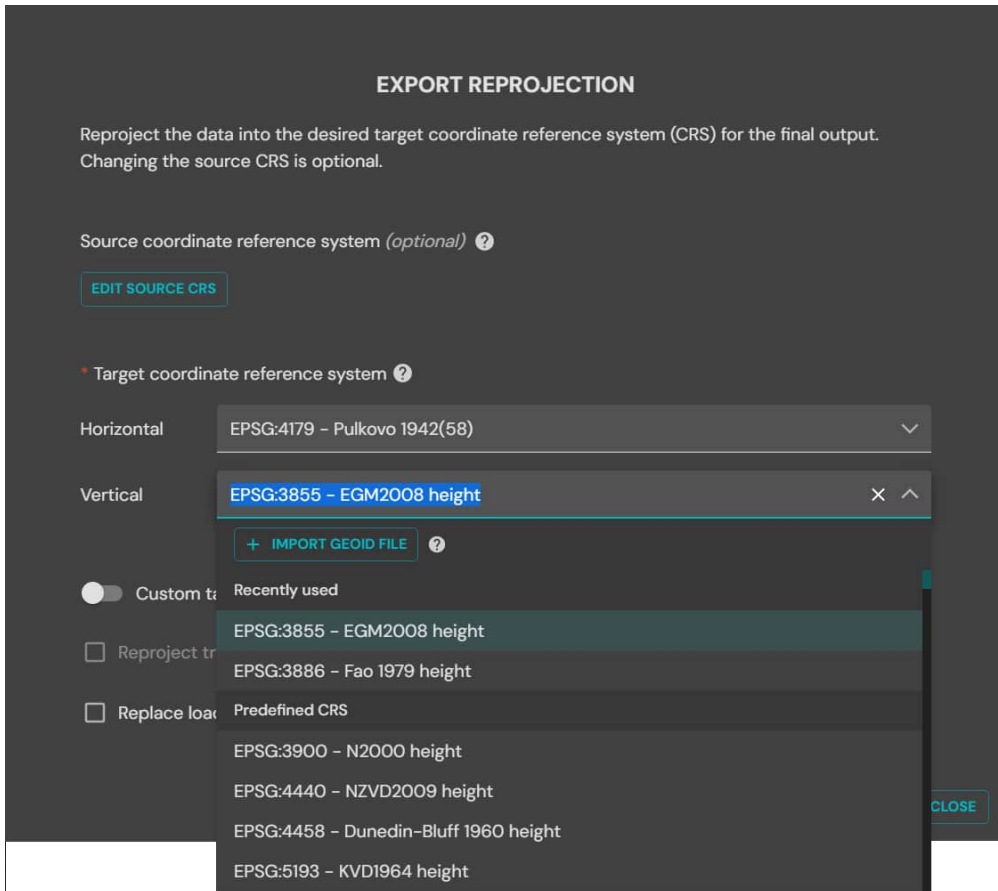 EXPORT REPROJECTION
Reproject the data into the desired target coordinate reference system (CRS) for the final output.
Changing the source CRS is optional.
Source coordinate reference system (optional) ?
EDIT SOURCE CRS
* Target coordinate reference system ?
Horizontal EPSG:4179 - Pulkovo 1942(58)
Vertical EPSG:3855 - EGM2008 height
+ IMPORT GEOID FILE ?
Recently used
Custom ta
EPSG:3855 - EGM2008 height
Reproject tr
EPSG:3886 - Fao 1979 height
Predefined CRS
Replace load
EPSG:3900 - N2000 height
EPSG:4440 - NZVD2009 height
CLOSE
EPSG:4458 - Dunedin-Bluff 1960 height
EPSG:5193 - KVD1964 height